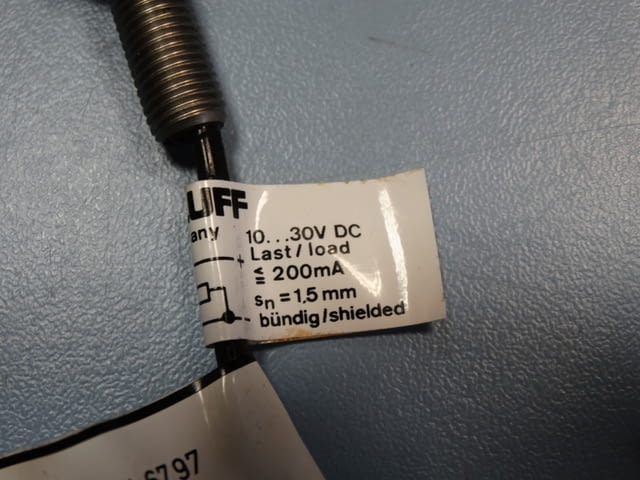 LUFF
any
10...30V DC
Last/load
≦ 200mA
sn = 1,5 mm
bündig/shielded
6797